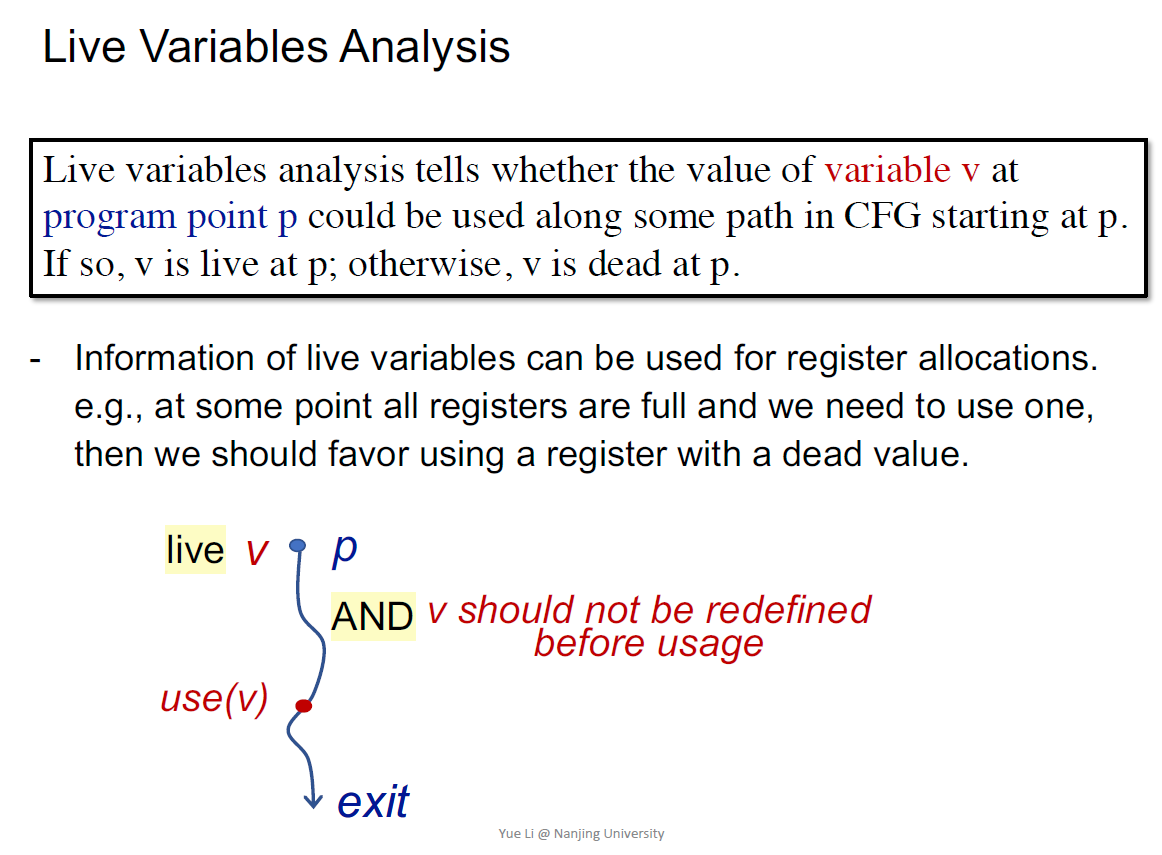 Live Variables Analysis
Live variables analysis tells whether the value of variable v at
program point p could be used along some path in CFG starting at p.
If so, v is live at p; otherwise, v is dead at p.
- Information of live variables can be used for register allocations.
e.g., at some point all registers are full and we need to use one,
then we should favor using a register with a dead value.
live v p
AND v should not be redefined
before usage
use(v)
exit
Yue Li @ Nanjing University